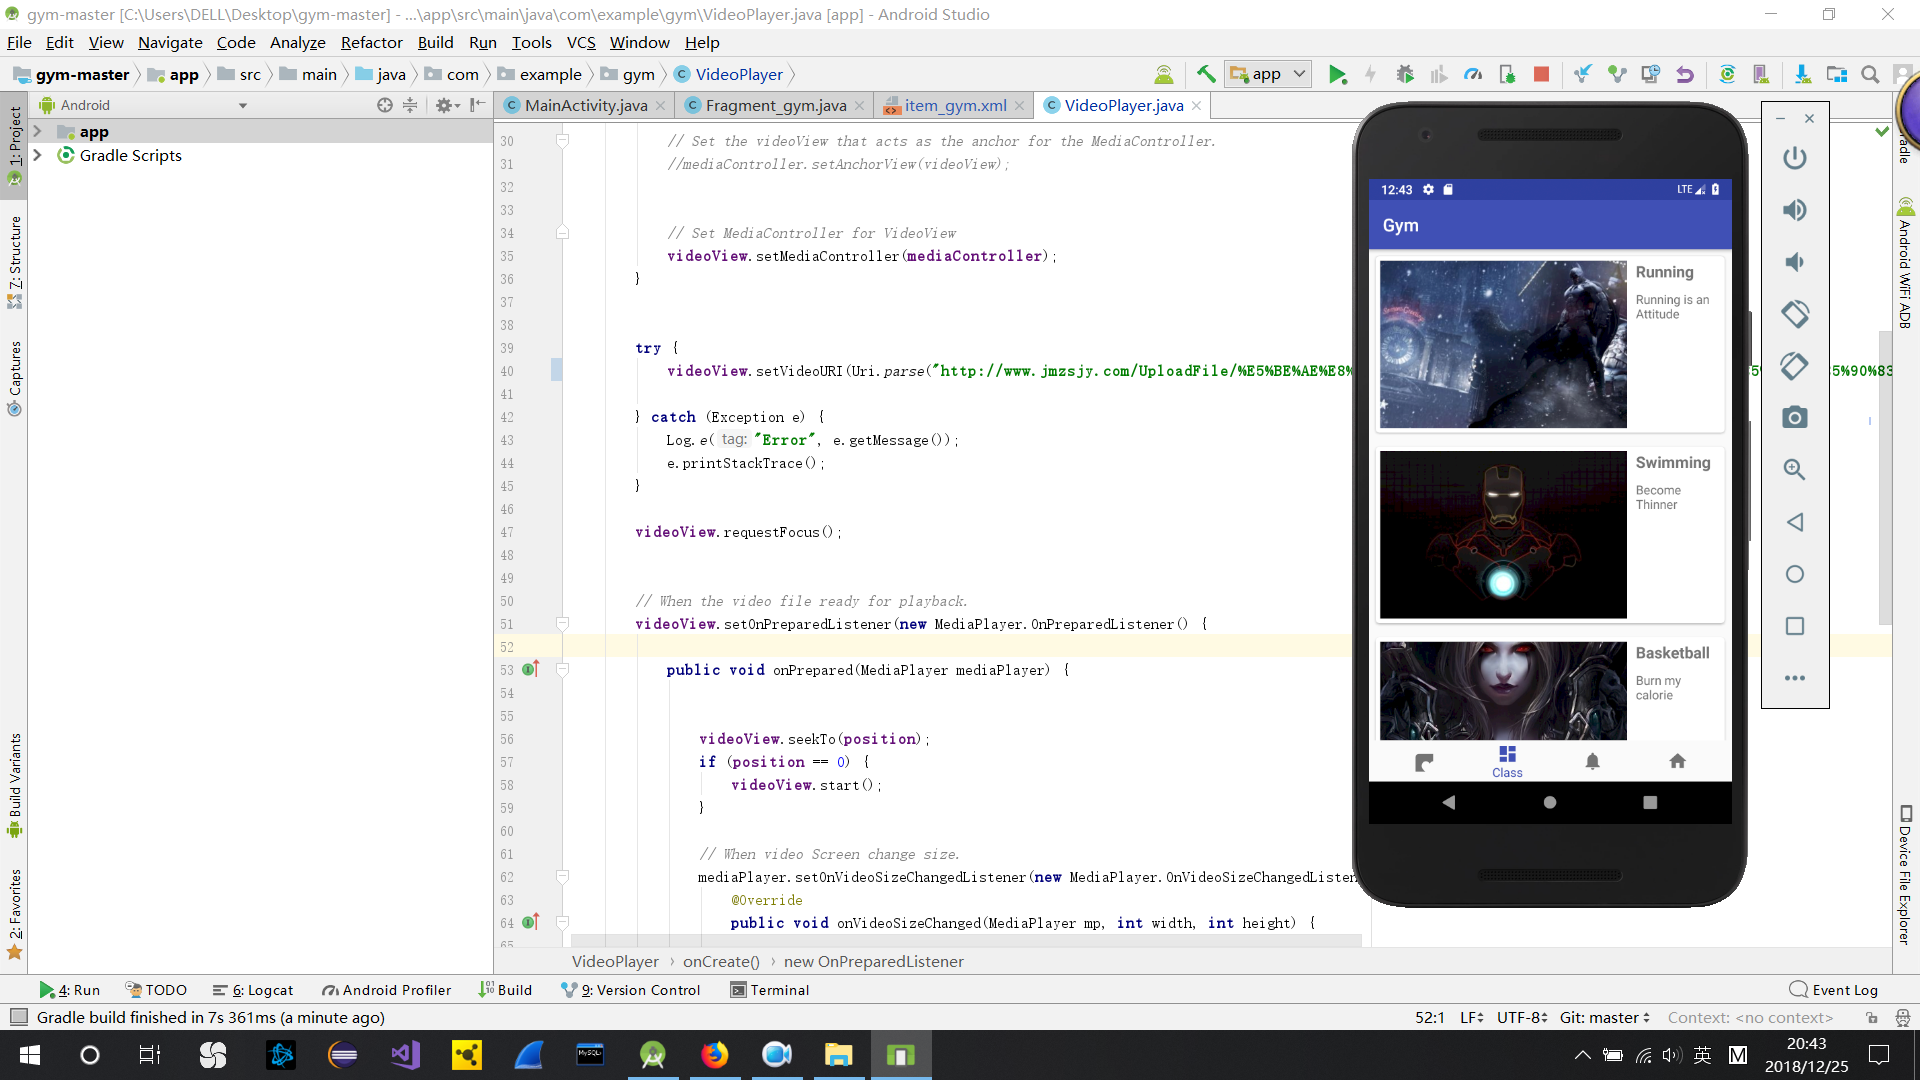 gym-master [C:\Users\DELL\Desktop\gym-master] - ...\app\src\main\java\com\example\gym\VideoPlayer.java [app] - Android Studio
File Edit View Navigate Code Analyze Refactor Build Run Tools VCS Window Help
gym-master app src main java com example gym VideoPlayer
app
Android
MainActivity.java Fragment_gym.java item_gym.xml VideoPlayer.java
app
Gradle Scripts
1: Project
7: Structure
Captures
Build Variants
2: Favorites
30 // Set the videoView that acts as the anchor for the MediaController.
31 //mediaController.setAnchorView(videoView);
32
33
34 // Set MediaController for VideoView
35 videoView.setMediaController(mediaController);
36 }
37
38
39 try {
40 videoView.setVideoURI(Uri.parse("http://www.jmzsjy.com/UploadFile/%E5%BE%AE%E8%
41
42 } catch (Exception e) {
43 Log.e( tag: "Error", e.getMessage());
44 e.printStackTrace();
45 }
46
47 videoView.requestFocus();
48
49
50 // When the video file ready for playback.
51 videoView.setOnPreparedListener(new MediaPlayer.OnPreparedListener() {
52
53 public void onPrepared(MediaPlayer mediaPlayer) {
54
55
56 videoView.seekTo(position);
57 if (position == 0) {
58 videoView.start();
59 }
60
61 // When video Screen change size.
62 mediaPlayer.setOnVideoSizeChangedListener(new MediaPlayer.OnVideoSizeChangedListen
63 @Override
64 public void onVideoSizeChanged(MediaPlayer mp, int width, int height) {
65
VideoPlayer › onCreate() › new OnPreparedListener
12:43 LTE
Gym
Running
Running is an
Attitude
Swimming
Become
Thinner
Basketball
Burn my
calorie
Class
Android WiFi ADB
Device File Explorer
4: Run TODO 6: Logcat Android Profiler Build 9: Version Control Terminal Event Log
Gradle build finished in 7s 361ms (a minute ago) 52:1 LF UTF-8 Git: master Context: <no context>
MySQL
英 M
20:43
2018/12/25